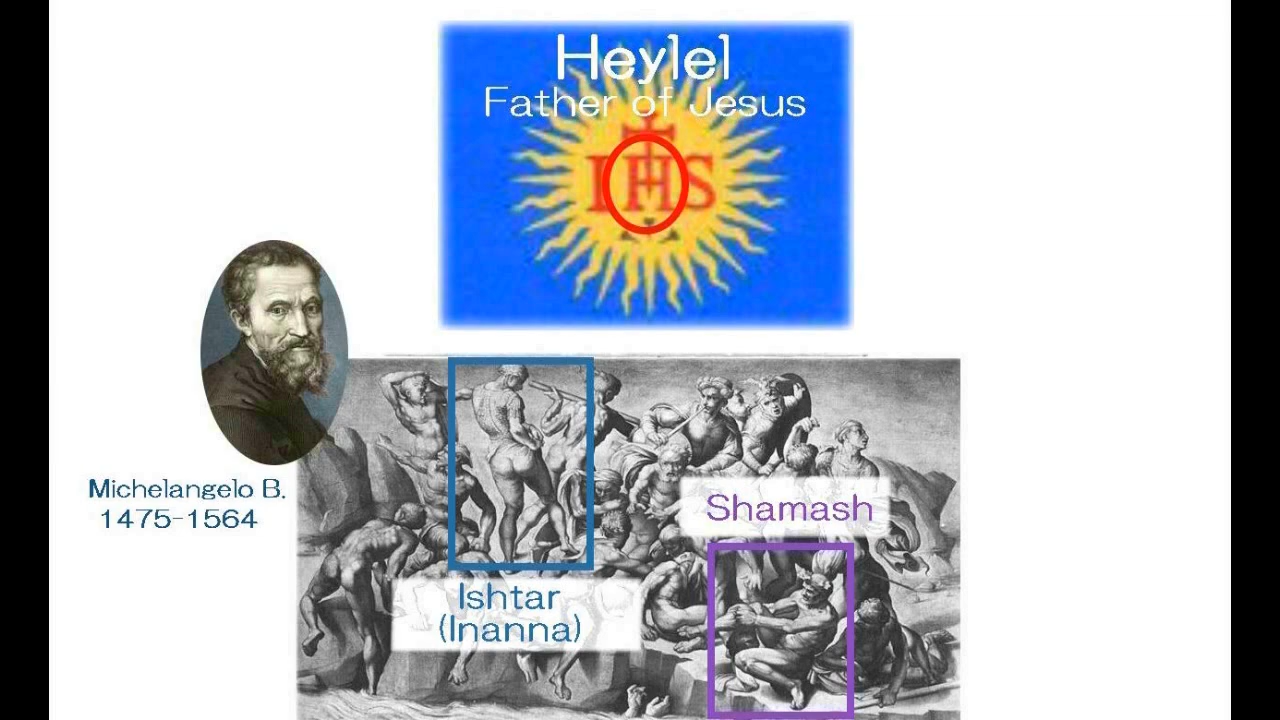 Heylel
Father of Jesus
IHS
Michelangelo B.
1475-1564
Shamash
Ishtar
(Inanna)